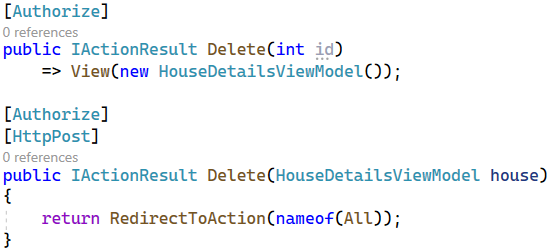 [Authorize]
0 references
public IActionResult Delete(int id)
    => View(new HouseDetailsViewModel());

[Authorize]
[HttpPost]
0 references
public IActionResult Delete(HouseDetailsViewModel house)
{
    return RedirectToAction(nameof(All));
}